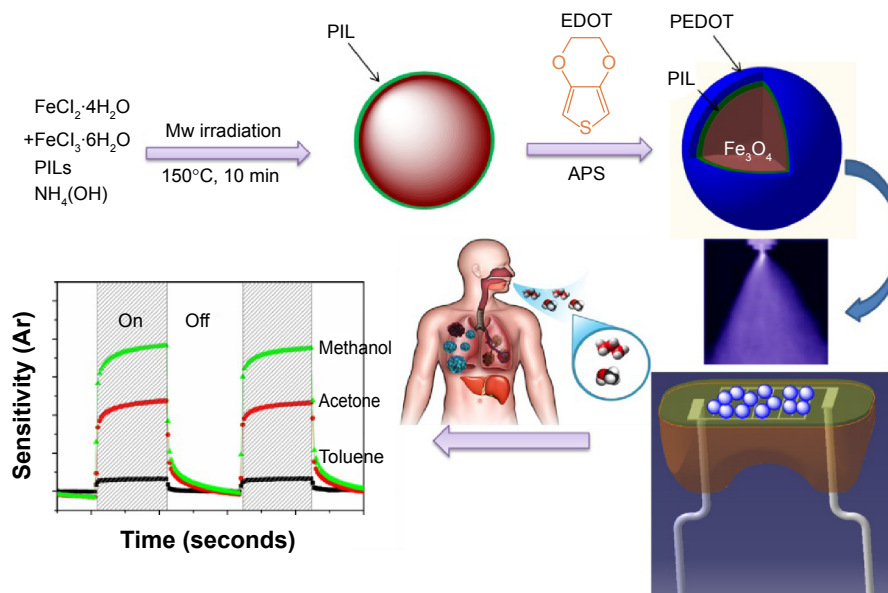 FeCl₂·4H₂O
+FeCl₃·6H₂O
PILs
NH₄(OH)
Mw irradiation
150°C, 10 min
PIL
EDOT
O
O
S
APS
PEDOT
PIL
Fe₃O₄
Sensitivity (Ar)
On
Off
Methanol
Acetone
Toluene
Time (seconds)